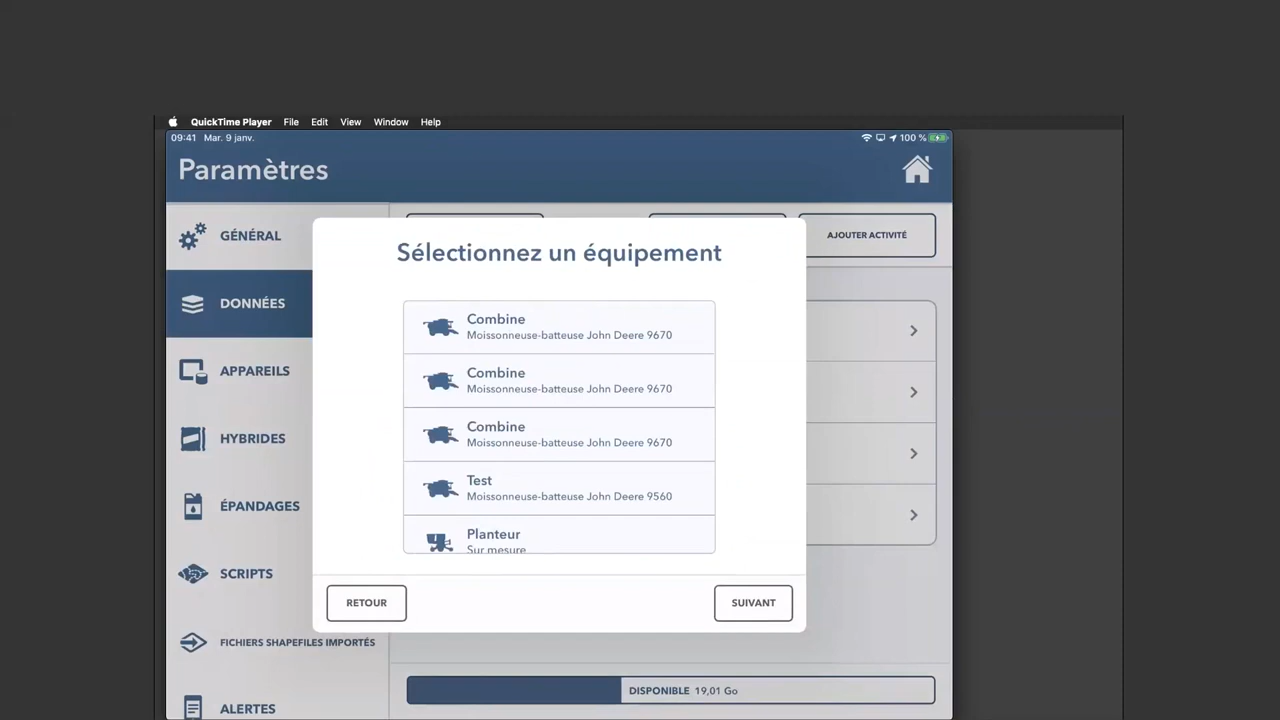 QuickTime Player File Edit View Window Help
09:41 Mar. 9 janv. 100 %
Paramètres
GÉNÉRAL
DONNÉES
APPAREILS
HYBRIDES
ÉPANDAGES
SCRIPTS
FICHIERS SHAPEFILES IMPORTÉS
ALERTES
AJOUTER ACTIVITÉ
Sélectionnez un équipement
Combine
Moissonneuse-batteuse John Deere 9670
Combine
Moissonneuse-batteuse John Deere 9670
Combine
Moissonneuse-batteuse John Deere 9670
Test
Moissonneuse-batteuse John Deere 9560
Planteur
Sur mesure
RETOUR
SUIVANT
DISPONIBLE 19,01 Go